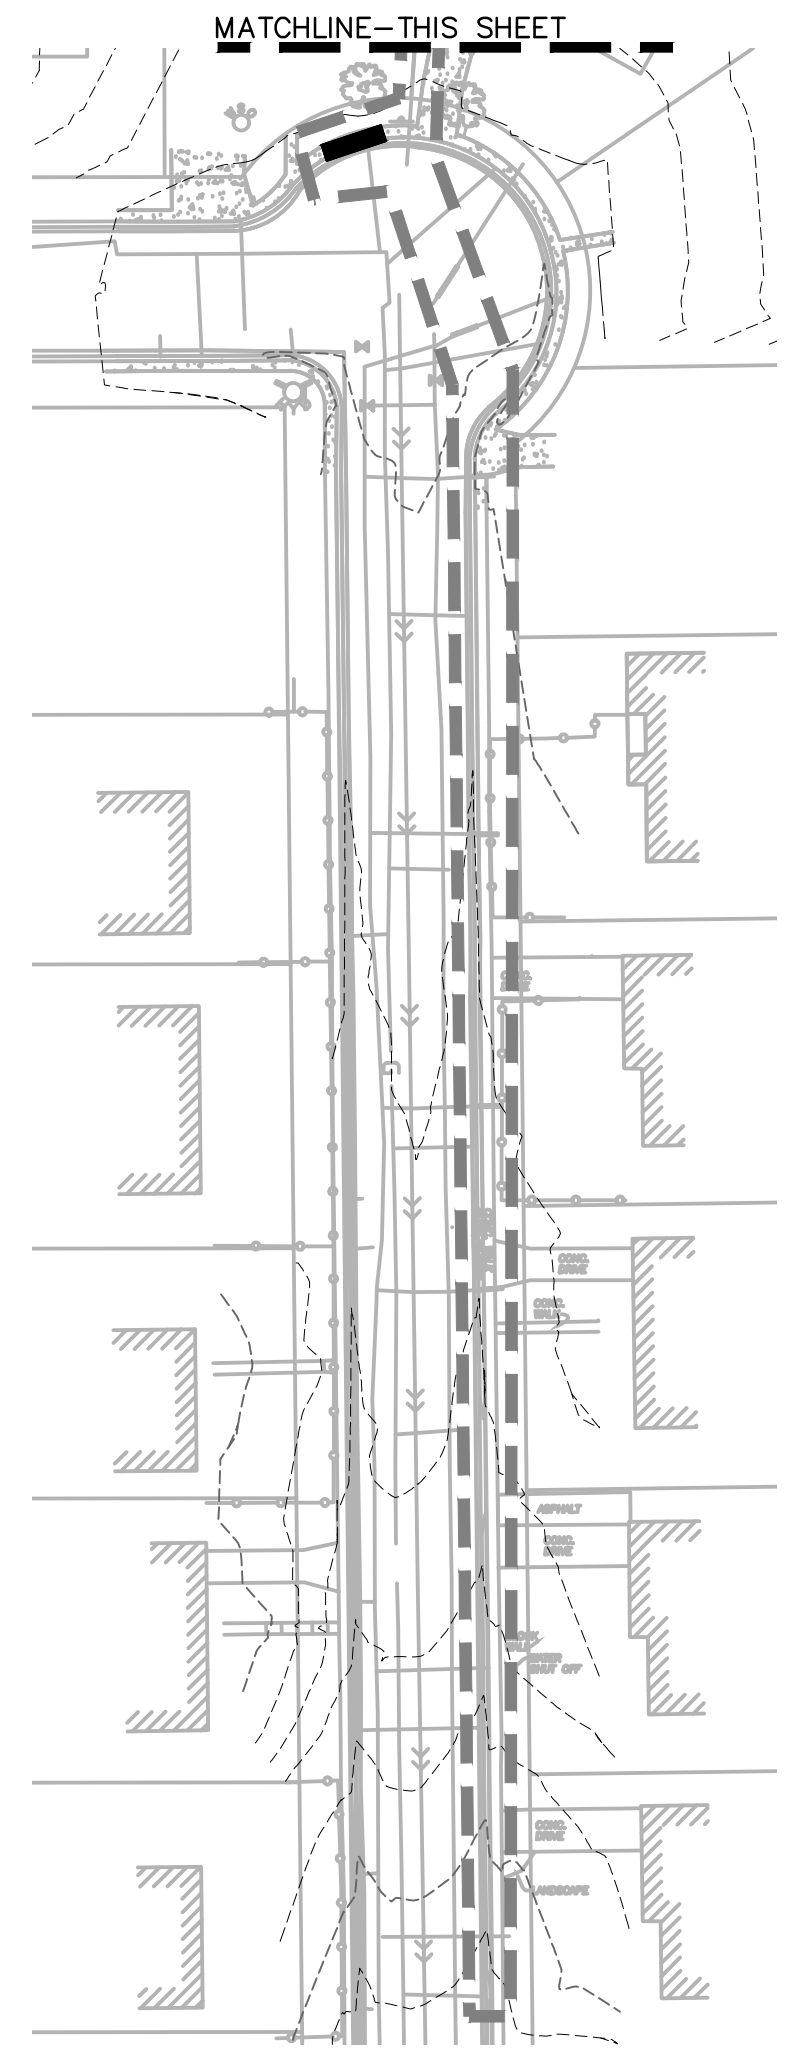 MATCHLINE-THIS SHEET
CONC.
DRIVE
CONC.
DRIVE
CONC.
WALK
ASPHALT
CONC.
DRIVE
WATER
SHUT OFF
CONC.
DRIVE
LANDSCAPE